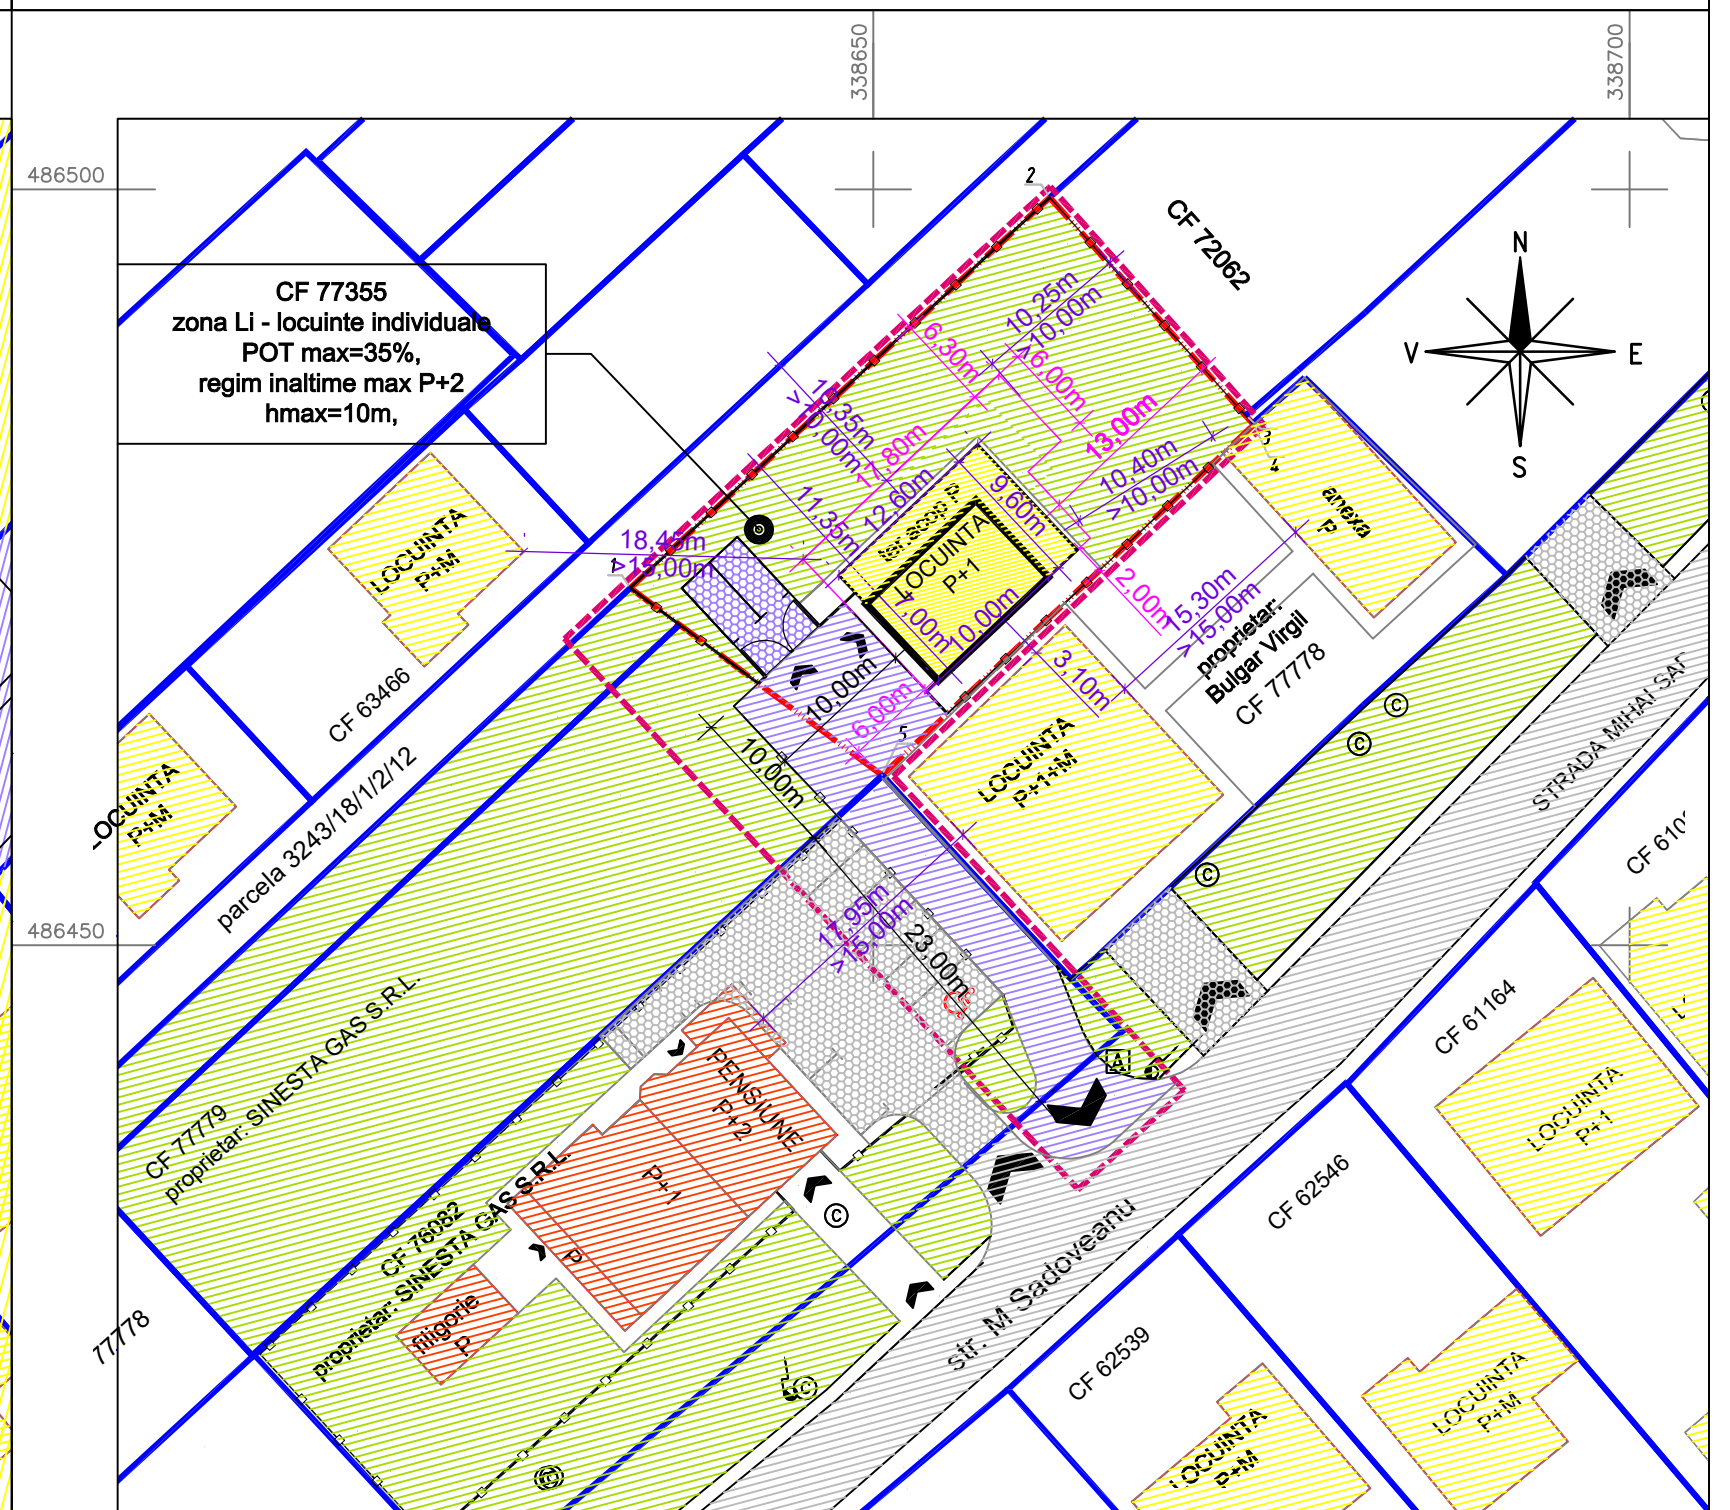 338650
338700
486500
486450
CF 77355
zona Li - locuinte individuale
POT max=35%,
regim inaltime max P+2
hmax=10m,
2
CF 72062
N
V
E
S
10,25m
>10,00m
6,30m
6,00m
13,00m
10,40m
>10,00m
12,60m
11,35m
9,60m
18,45m
>15,00m
1
3
4
anexa
P
LOCUINTA
P+1
7,00m
10,00m
2,00m
15,30m
>15,00m
3,10m
10,00m
6,00m
5
10,00m
LOCUINTA
P+M
CF 63466
parcela 3243/18/1/2/12
LOCUINTA
P+M
proprietar:
Bulgar Virgil
CF 77778
LOCUINTA
P+1+M
C
C
C
STRADA MIHAI
CF 61164
>15,00m
23,00m
A
6
PENSIUNE
P+2
P+1
P
C
CF 77779
proprietar: SINESTA GAS S.R.L.
CF 76082
proprietar: SINESTA GAS S.R.L.
filigorie
P
77778
str. M Sadoveanu
LOCUINTA
P+1
CF 62546
CF 62539
LOCUINTA
P+M
LOCUINTA
P+M
C
C